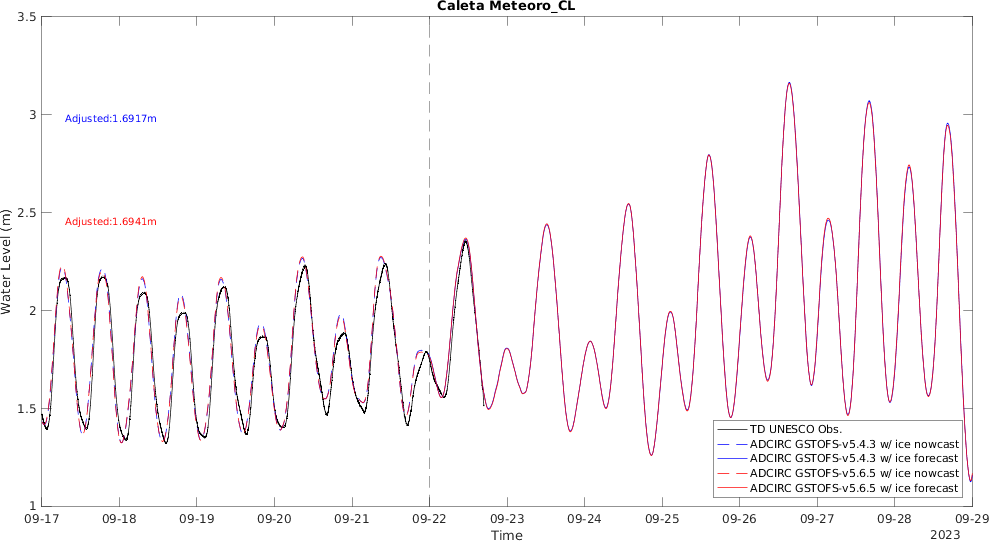 Caleta Meteoro_CL
3.5
3
2.5
2
1.5
1
Water Level (m)
Adjusted:1.6917m
Adjusted:1.6941m
TD UNESCO Obs.
ADCIRC GSTOFS-v5.4.3 w/ ice nowcast
ADCIRC GSTOFS-v5.4.3 w/ ice forecast
ADCIRC GSTOFS-v5.6.5 w/ ice nowcast
ADCIRC GSTOFS-v5.6.5 w/ ice forecast
09-17 09-18 09-19 09-20 09-21 09-22 09-23 09-24 09-25 09-26 09-27 09-28 09-29
Time
2023